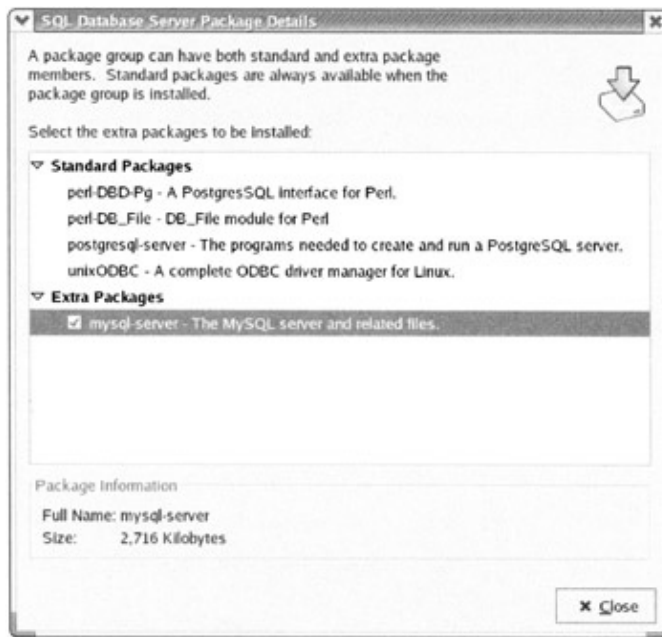 SQL Database Server Package Details
A package group can have both standard and extra package
members. Standard packages are always available when the
package group is installed.
Select the extra packages to be installed:
Standard Packages
perl-DBD-Pg - A PostgresSQL interface for Perl.
perl-DB_File - DB_File module for Perl
postgresql-server - The programs needed to create and run a PostgreSQL server.
unixODBC - A complete ODBC driver manager for Linux.
Extra Packages
mysql-server - The MySQL server and related files.
Package Information
Full Name: mysql-server
Size: 2,716 Kilobytes
Close